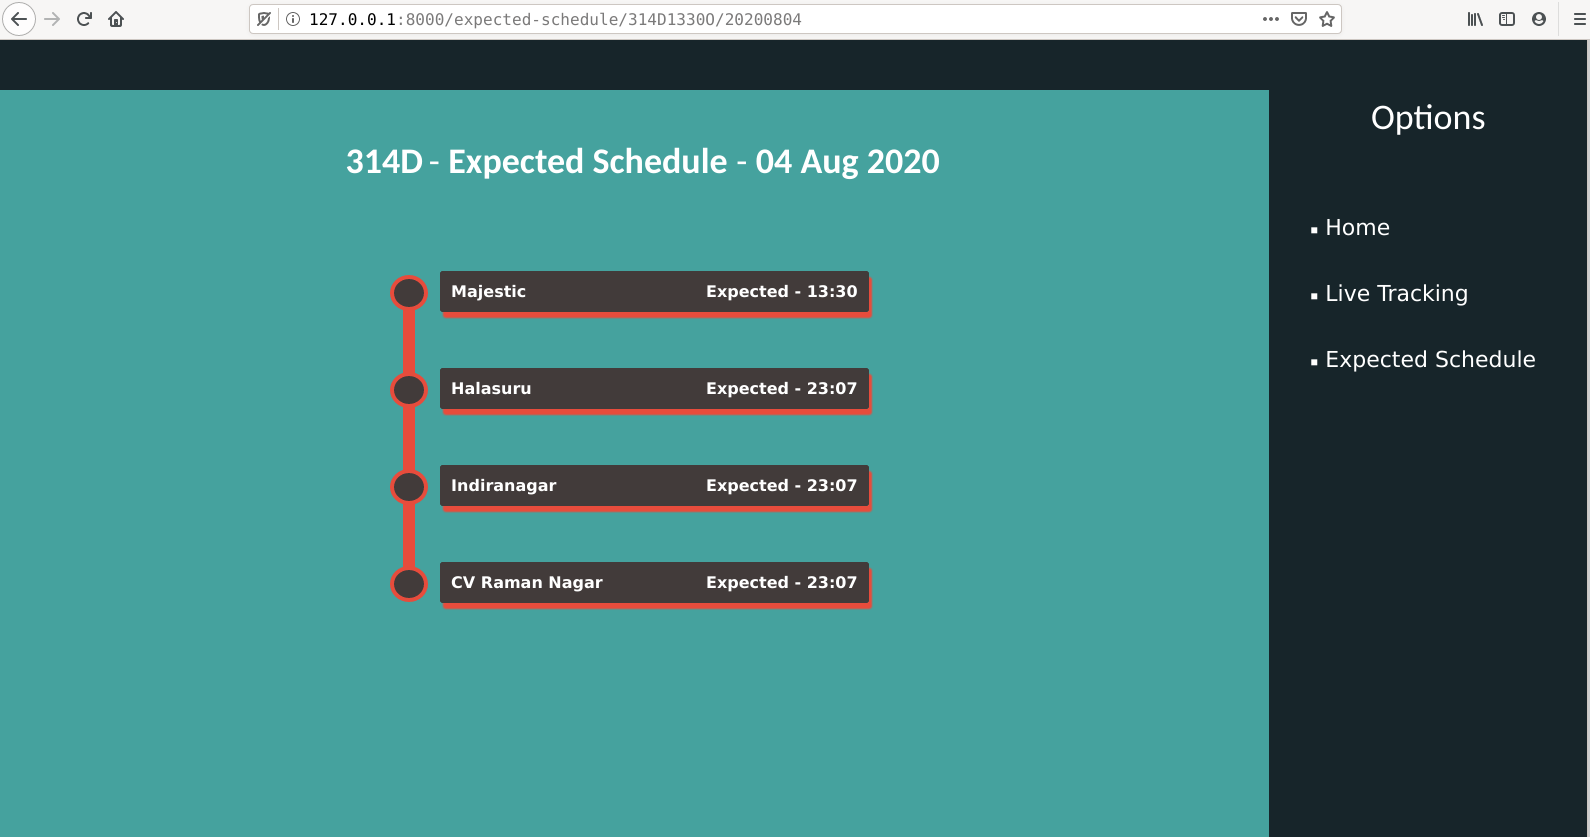 127.0.0.1:8000/expected-schedule/314D1330O/20200804
Options
314D - Expected Schedule - 04 Aug 2020
Home
Majestic Expected - 13:30
Live Tracking
Expected Schedule
Halasuru Expected - 23:07
Indiranagar Expected - 23:07
CV Raman Nagar Expected - 23:07